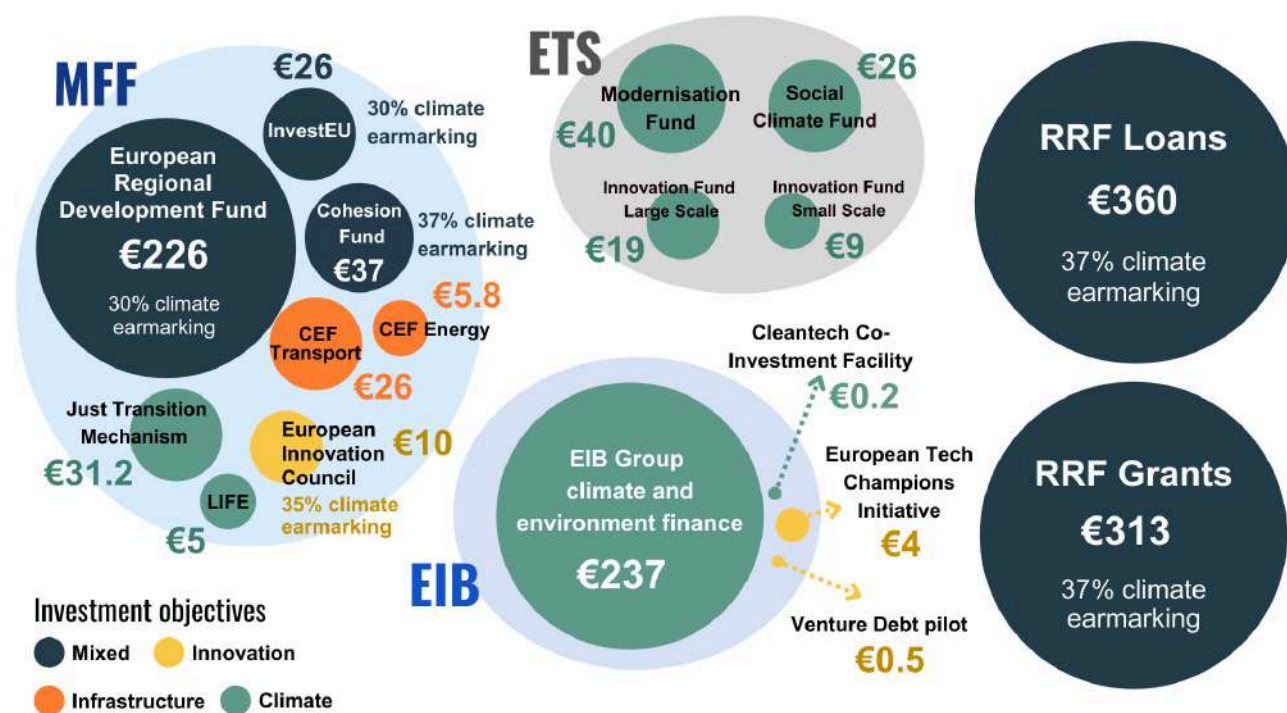 MFF
€26
InvestEU
30% climate
earmarking
European
Regional
Development Fund
€226
30% climate
earmarking
Cohesion
Fund
€37
37% climate
earmarking
CEF
Transport
€26
€5.8
CEF Energy
Just Transition
Mechanism
€31.2
LIFE
€5
European
Innovation
Council
€10
35% climate
earmarking
ETS
Modernisation
Fund
€40
Social
Climate Fund
€26
Innovation Fund
Large Scale
€19
Innovation Fund
Small Scale
€9
EIB
EIB Group
climate and
environment finance
€237
Cleantech Co-
Investment Facility
€0.2
European Tech
Champions
Initiative
€4
Venture Debt pilot
€0.5
RRF Loans
€360
37% climate
earmarking
RRF Grants
€313
37% climate
earmarking
Investment objectives
Mixed
Innovation
Infrastructure
Climate